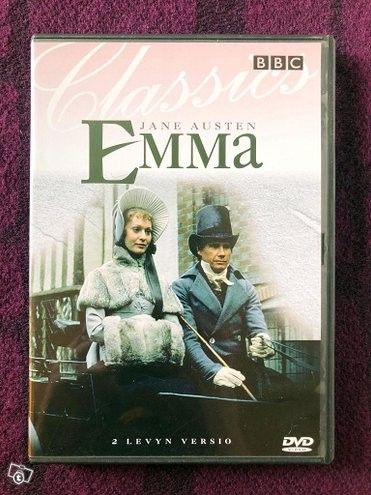 Classics
BBC
JANE AUSTEN
EMMA
2 LEVYN VERSIO
DVD
VIDEO